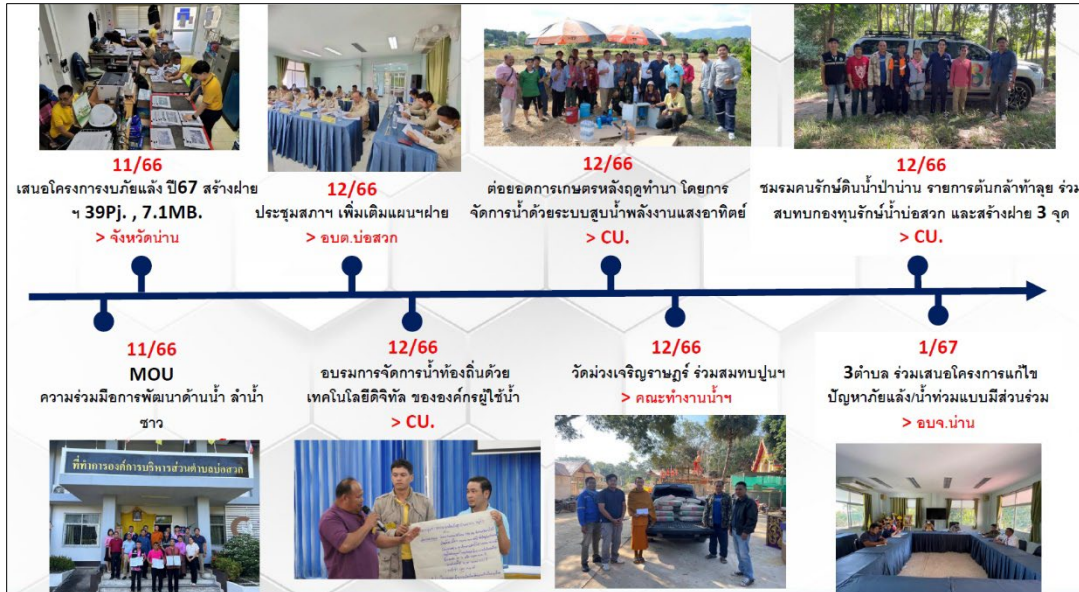 11/66
เสนอโครงการงบภัยแล้ง ปี67 สร้างฝาย
ฯ 39Pj. , 7.1MB.
> จังหวัดน่าน
12/66
ประชุมสภาฯ เพิ่มเติมแผนฯฝาย
> อบต.บ่อสวก
12/66
ต่อยอดการเกษตรหลังฤดูทำนา โดยการ
จัดการน้ำด้วยระบบสูบน้ำพลังงานแสงอาทิตย์
> CU.
12/66
ชมรมคนรักษ์ดินน้ำป่าน่าน รายการต้นกล้าท้าลุย ร่วม
สบทบกองทุนรักษ์น้ำบ่อสวก และสร้างฝาย 3 จุด
> CU.
11/66
MOU
ความร่วมมือการพัฒนาด้านน้ำ ลำน้ำ
ซาว
ที่ทำการองค์การบริหารส่วนตำบลบ่อสวก
12/66
อบรมการจัดการน้ำท้องถิ่นด้วย
เทคโนโลยีดิจิทัล ขององค์กรผู้ใช้น้ำ
> CU.
12/66
วัดม่วงเจริญราษฎร์ ร่วมสมทบปูนฯ
> คณะทำงานน้ำฯ
1/67
3ตำบล ร่วมเสนอโครงการแก้ไข
ปัญหาภัยแล้ง/น้ำท่วมแบบมีส่วนร่วม
> อบจ.น่าน